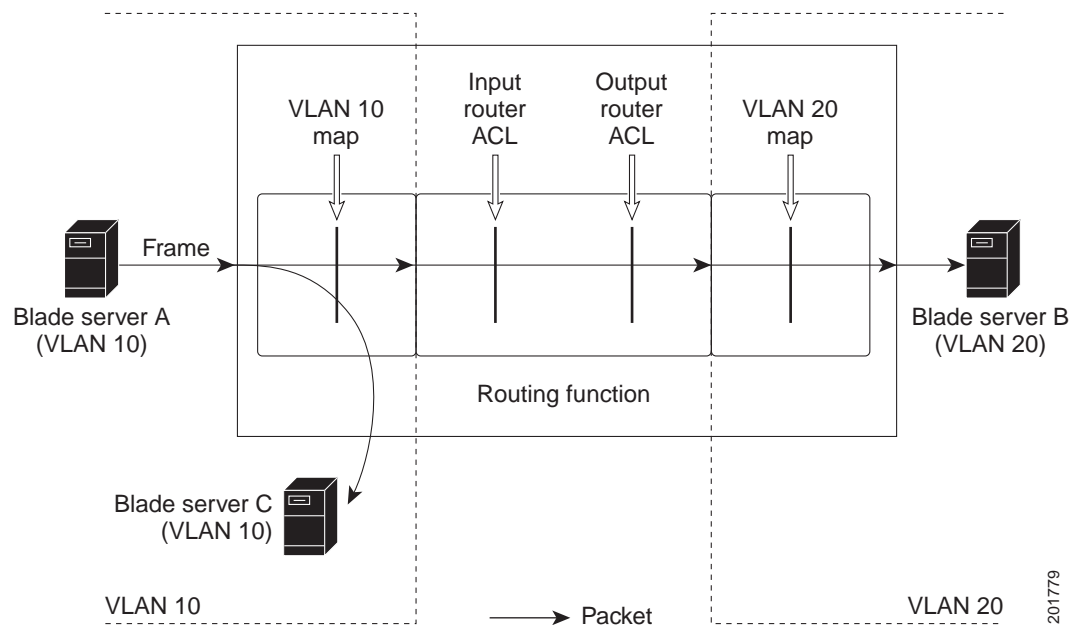 VLAN 10
map
Input
router
ACL
Output
router
ACL
VLAN 20
map
Frame
Blade server A
(VLAN 10)
Blade server B
(VLAN 20)
Routing function
Blade server C
(VLAN 10)
VLAN 10
Packet
VLAN 20
201779